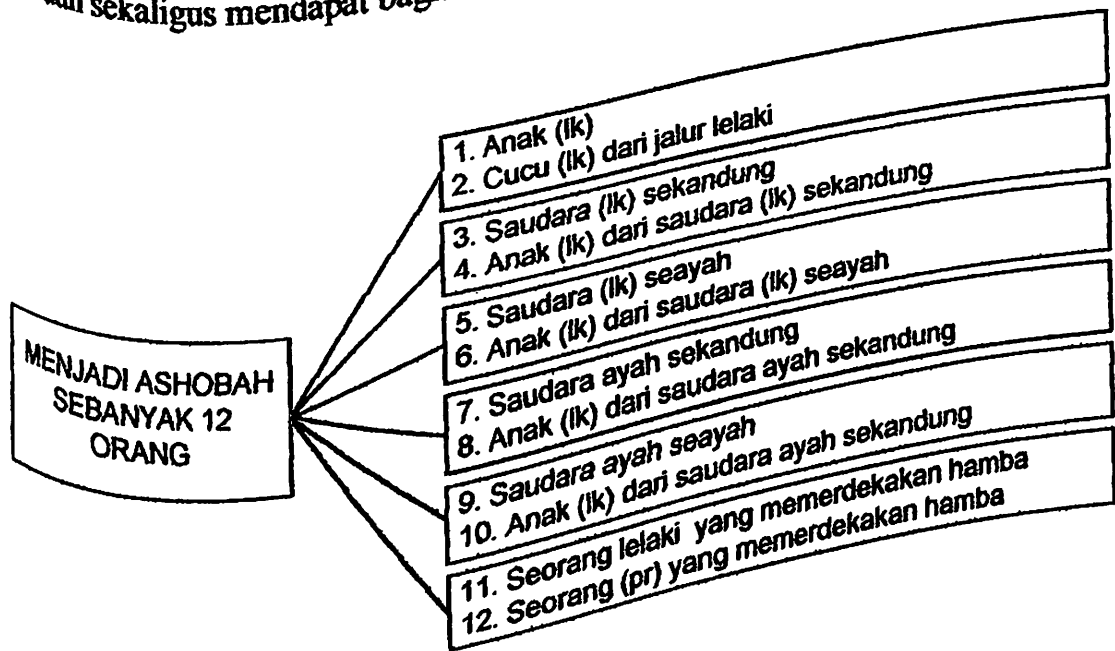 sekaligus mendapat
MENJADI ASHOBAH
SEBANYAK 12
ORANG
1. Anak (lk)
2. Cucu (lk) dari jalur lelaki
3. Saudara (lk) sekandung
4. Anak (lk) dari saudara (lk) sekandung
5. Saudara (lk) seayah
6. Anak (lk) dari saudara (lk) seayah
7. Saudara ayah sekandung
8. Anak (lk) dari saudara ayah sekandung
9. Saudara ayah seayah
10. Anak (lk) dari saudara ayah sekandung
11. Seorang lelaki yang memerdekakan hamba
12. Seorang (pr) yang memerdekakan hamba